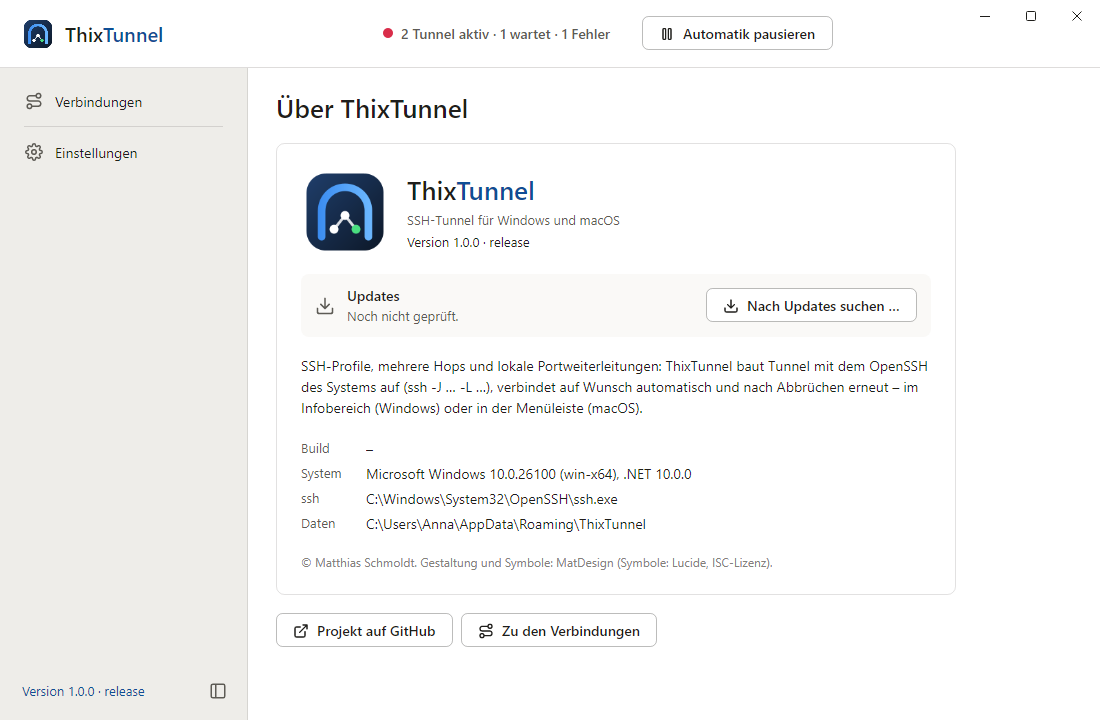 ThixTunnel
2 Tunnel aktiv · 1 wartet · 1 Fehler
Automatik pausieren
Verbindungen
Einstellungen
Über ThixTunnel
ThixTunnel
SSH-Tunnel für Windows und macOS
Version 1.0.0 · release
Updates
Noch nicht geprüft.
Nach Updates suchen ...
SSH-Profile, mehrere Hops und lokale Portweiterleitungen: ThixTunnel baut Tunnel mit dem OpenSSH
des Systems auf (ssh -J ... -L ...), verbindet auf Wunsch automatisch und nach Abbrüchen erneut – im
Infobereich (Windows) oder in der Menüleiste (macOS).
Build –
System Microsoft Windows 10.0.26100 (win-x64), .NET 10.0.0
ssh C:\Windows\System32\OpenSSH\ssh.exe
Daten C:\Users\Anna\AppData\Roaming\ThixTunnel
© Matthias Schmoldt. Gestaltung und Symbole: MatDesign (Symbole: Lucide, ISC-Lizenz).
Projekt auf GitHub
Zu den Verbindungen
Version 1.0.0 · release